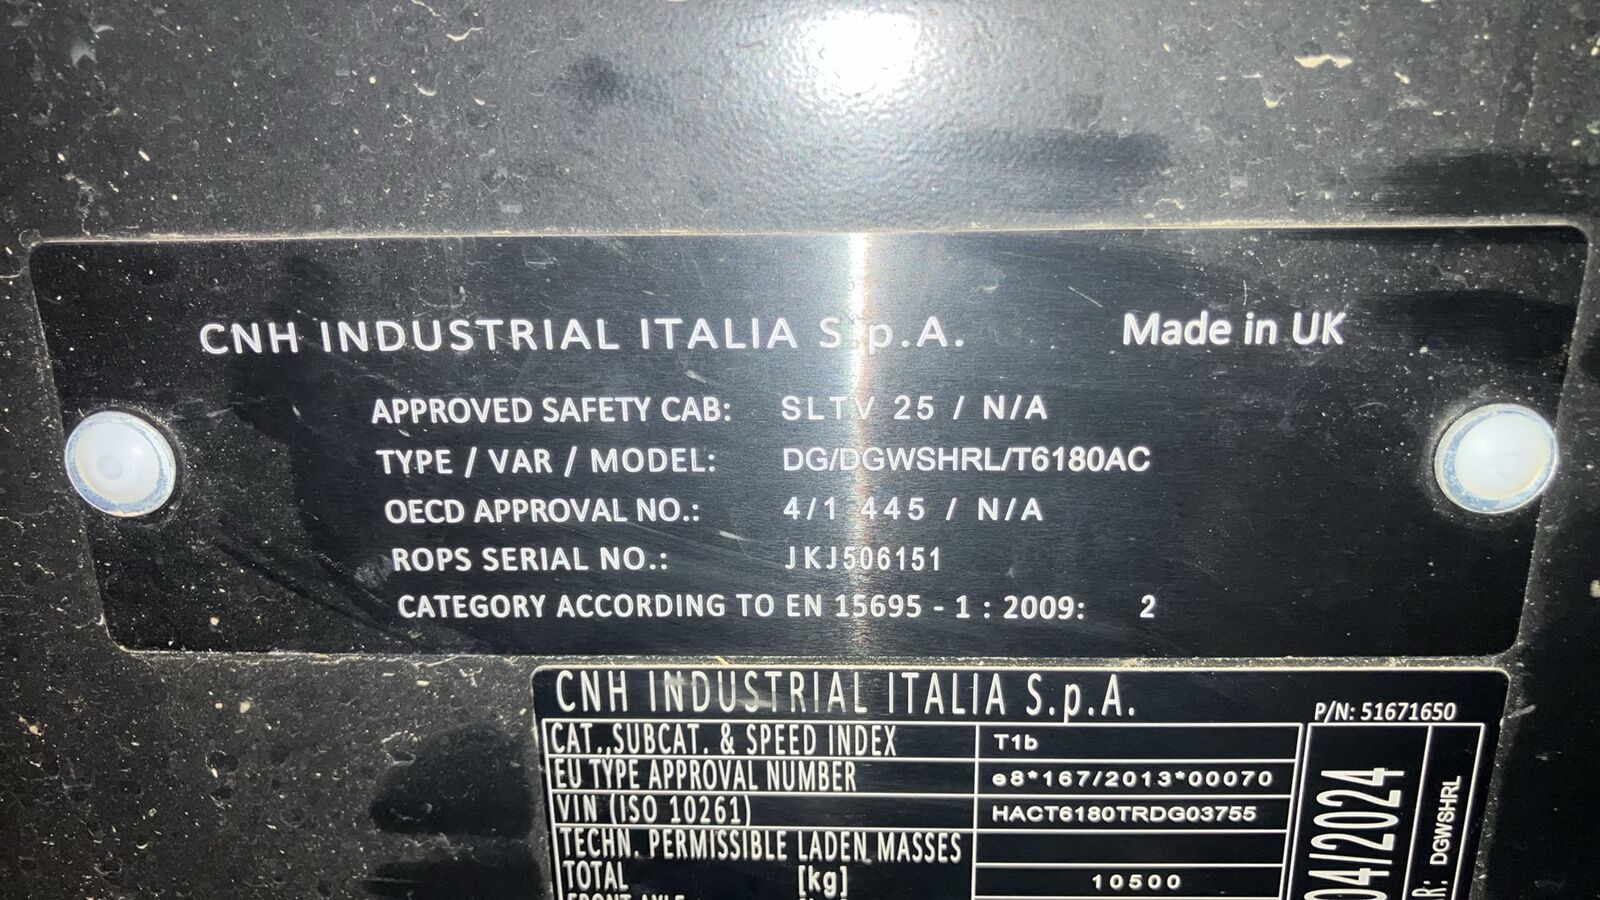 CNH INDUSTRIAL ITALIA S.p.A. Made in UK
APPROVED SAFETY CAB: SLTV 25 / N/A
TYPE / VAR / MODEL: DG/DGWSHRL/T6180AC
OECD APPROVAL NO.: 4/1 445 / N/A
ROPS SERIAL NO.: JKJ506151
CATEGORY ACCORDING TO EN 15695 - 1 : 2009: 2
CNH INDUSTRIAL ITALIA S.p.A.
P/N: 51671650
CAT.,SUBCAT. & SPEED INDEX T1b
EU TYPE APPROVAL NUMBER e8*167/2013*00070
VIN (ISO 10261) HACT6180TRDG03755
TECHN. PERMISSIBLE LADEN MASSES
TOTAL [kg] 10500
FRONT AXLE
04/2024
DGWSHRL